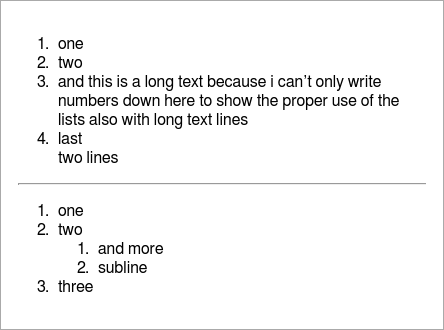 1. one
2. two
3. and this is a long text because i can't only write
numbers down here to show the proper use of the
lists also with long text lines
4. last
two lines
1. one
2. two
1. and more
2. subline
3. three